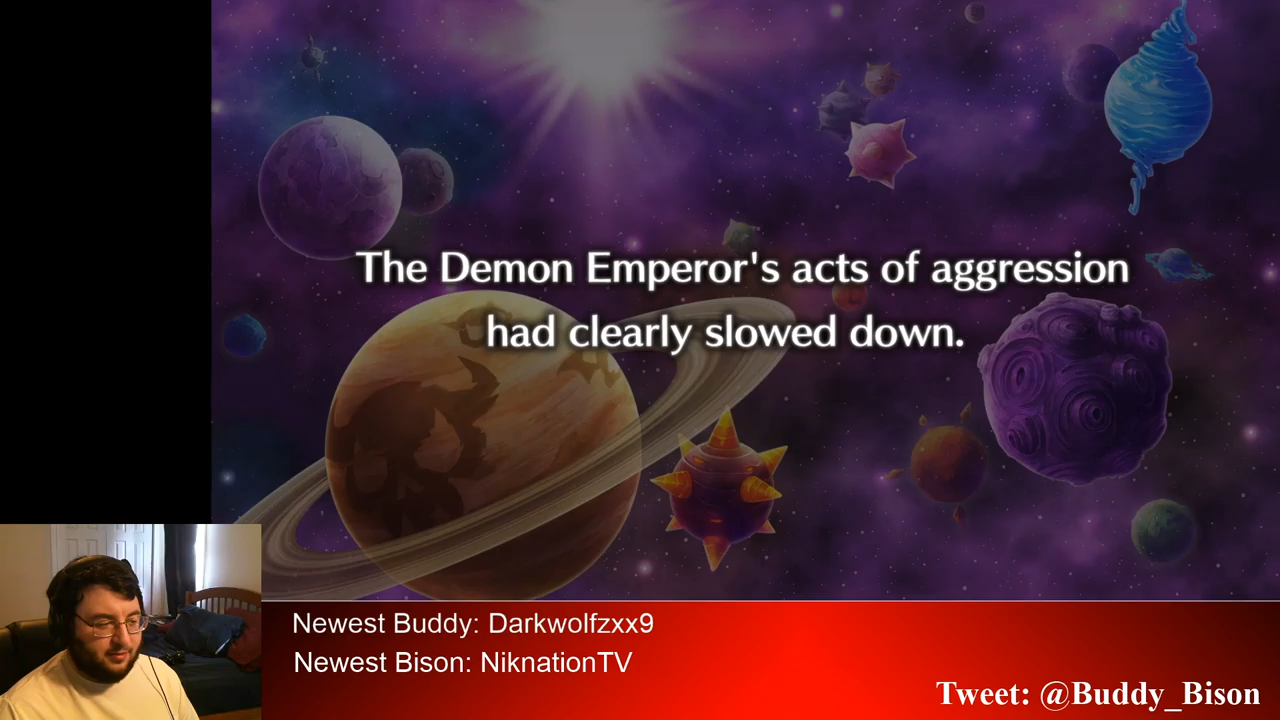 The Demon Emperor's acts of aggression
had clearly slowed down.
Newest Buddy: Darkwolfzxx9
Newest Bison: NiknationTV
Tweet: @Buddy_Bison